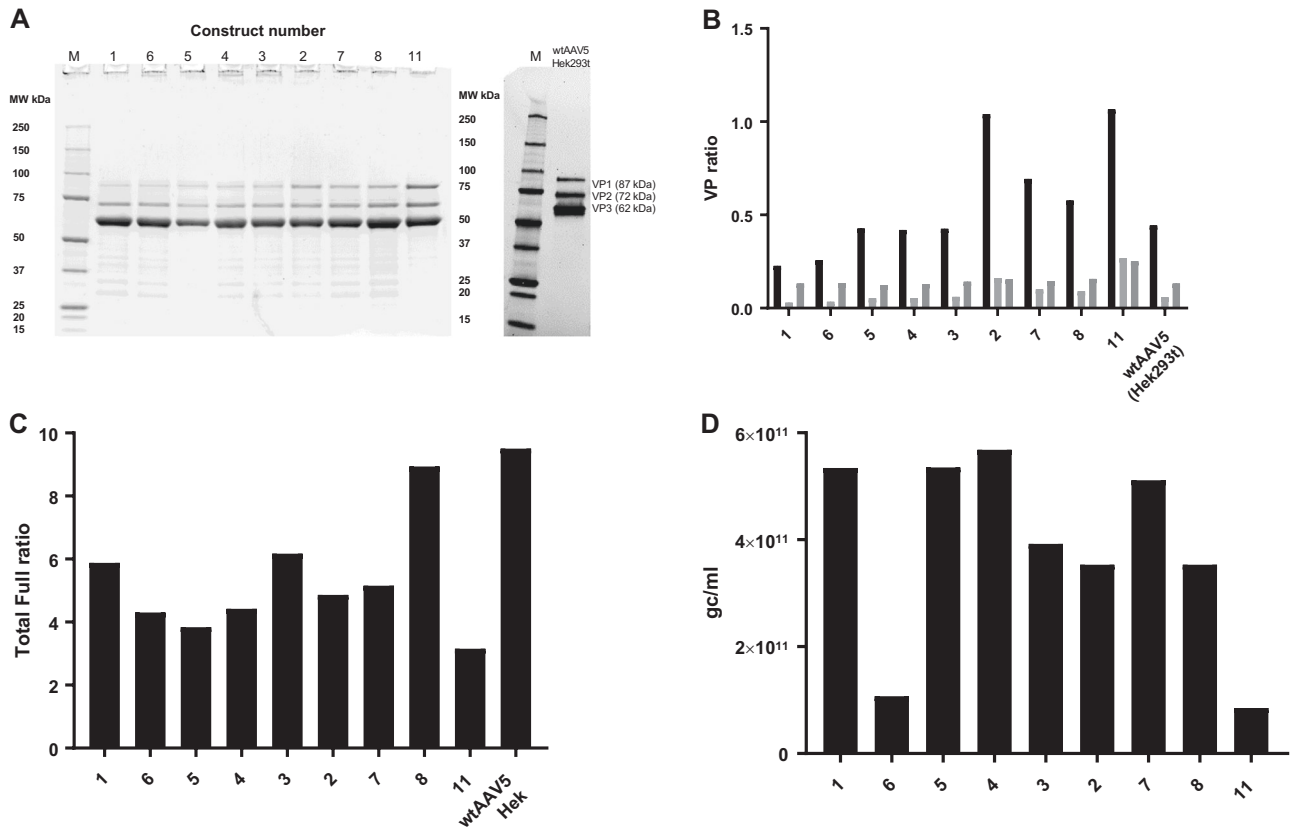 A
Construct number
M 1 6 5 4 3 2 7 8 11
MW kDa
250
150
100
75
50
37
25
20
15
M wtAAV5
Hek293t
MW kDa
250
150
100
75
50
37
25
20
15
VP1 (87 kDa)
VP2 (72 kDa)
VP3 (62 kDa)
B
VP ratio
1.5
1.0
0.5
0.0
1 6 5 4 3 2 7 8 11 wtAAV5
(Hek293t)
C
Total Full ratio
10
8
6
4
2
0
1 6 5 4 3 2 7 8 11 wtAAV5
Hek
D
gc/ml
6×10¹¹
4×10¹¹
2×10¹¹
0
1 6 5 4 3 2 7 8 11